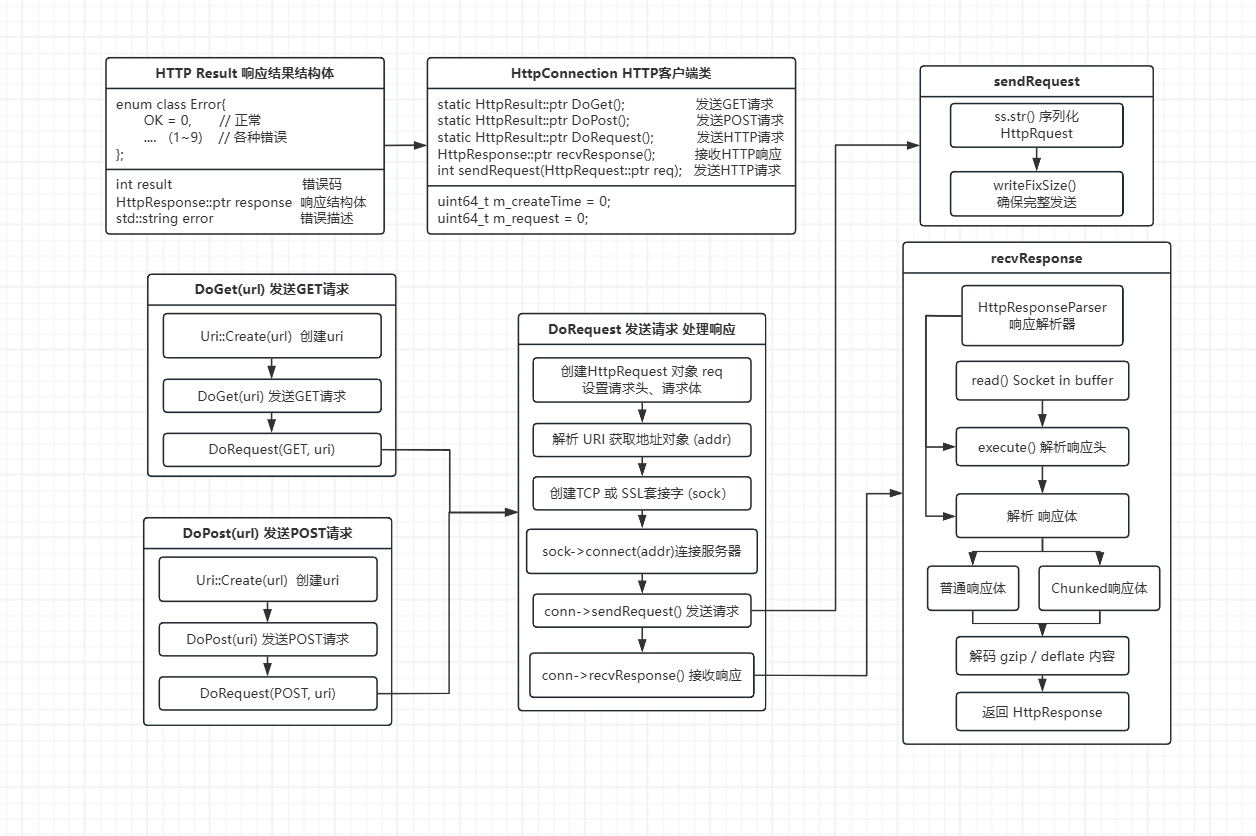 HTTP Result 响应结果结构体
enum class Error{
OK = 0, // 正常
.... (1~9) // 各种错误
};
int result 错误码
HttpResponse::ptr response 响应结构体
std::string error 错误描述
HttpConnection HTTP客户端类
static HttpResult::ptr DoGet(); 发送GET请求
static HttpResult::ptr DoPost(); 发送POST请求
static HttpResult::ptr DoRequest(); 发送HTTP请求
HttpResponse::ptr recvResponse(); 接收HTTP响应
int sendRequest(HttpRequest::ptr req); 发送HTTP请求
uint64_t m_createTime = 0;
uint64_t m_request = 0;
sendRequest
ss.str() 序列化
HttpRquest
writeFixSize()
确保完整发送
DoGet(url) 发送GET请求
Uri::Create(url) 创建uri
DoGet(uri) 发送GET请求
DoRequest(GET, uri)
DoPost(url) 发送POST请求
Uri::Create(url) 创建uri
DoPost(uri) 发送POST请求
DoRequest(POST, uri)
DoRequest 发送请求 处理响应
创建HttpRequest 对象 req
设置请求头、请求体
解析 URI 获取地址对象 (addr)
创建TCP 或 SSL套接字 (sock)
sock->connect(addr)连接服务器
conn->sendRequest() 发送请求
conn->recvResponse() 接收响应
recvResponse
HttpResponseParser
响应解析器
read() Socket in buffer
execute() 解析响应头
解析 响应体
普通响应体
Chunked响应体
解码 gzip / deflate 内容
返回 HttpResponse